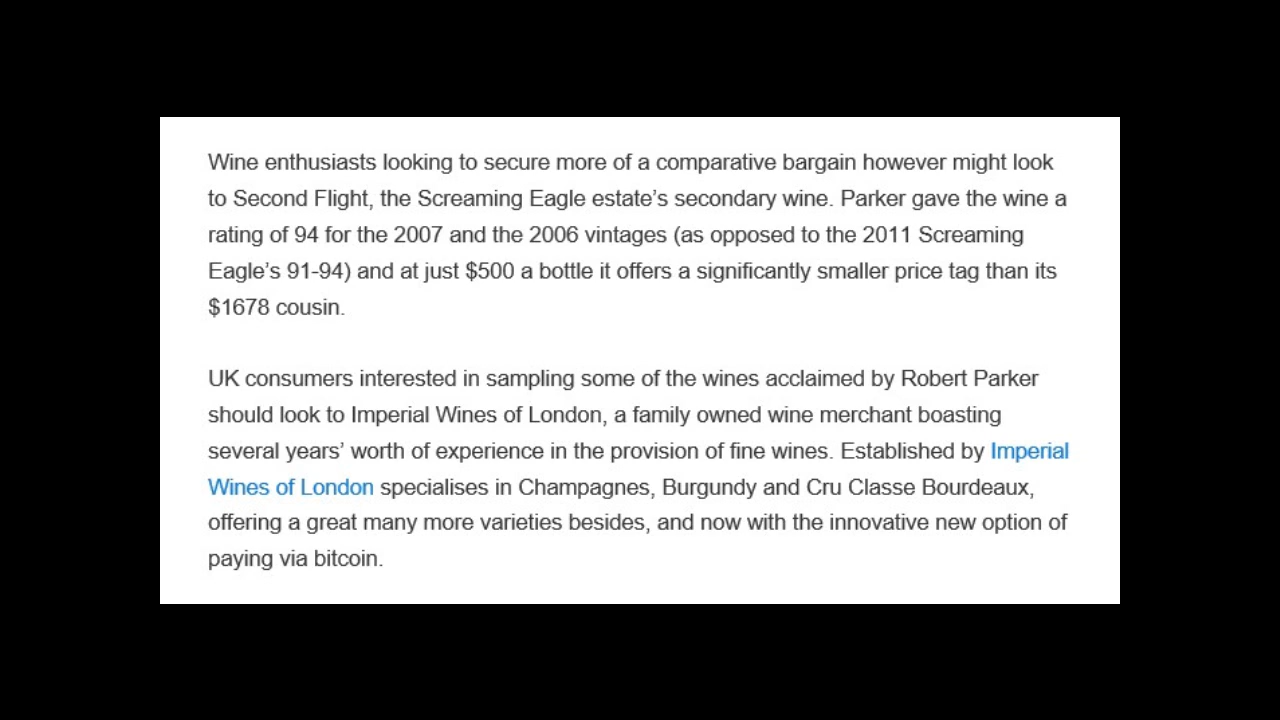 Wine enthusiasts looking to secure more of a comparative bargain however might look
to Second Flight, the Screaming Eagle estate’s secondary wine. Parker gave the wine a
rating of 94 for the 2007 and the 2006 vintages (as opposed to the 2011 Screaming
Eagle’s 91-94) and at just $500 a bottle it offers a significantly smaller price tag than its
$1678 cousin.
UK consumers interested in sampling some of the wines acclaimed by Robert Parker
should look to Imperial Wines of London, a family owned wine merchant boasting
several years’ worth of experience in the provision of fine wines. Established by Imperial
Wines of London specialises in Champagnes, Burgundy and Cru Classe Bourdeaux,
offering a great many more varieties besides, and now with the innovative new option of
paying via bitcoin.